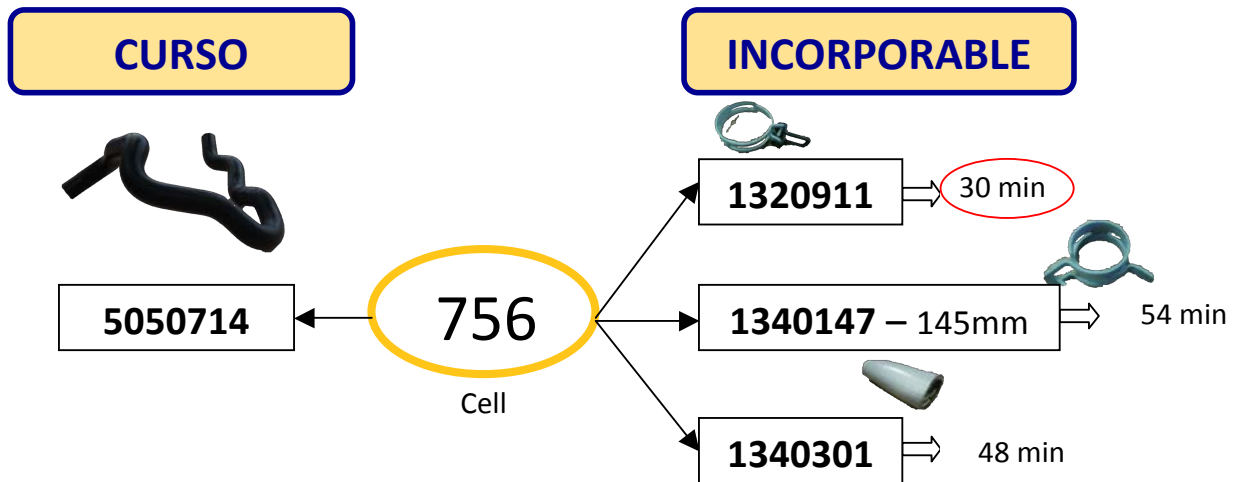 CURSO
INCORPORABLE
1320911
30 min
5050714
756
1340147 – 145mm
54 min
Cell
1340301
48 min